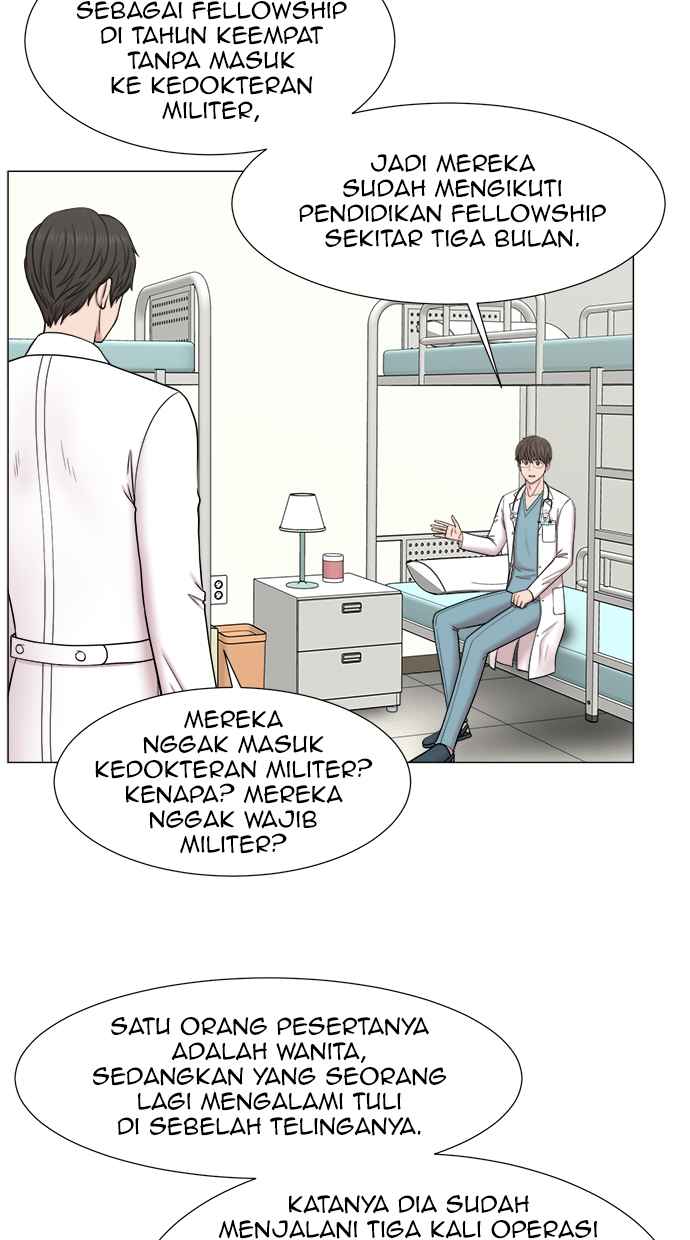 SEBAGAI FELLOWSHIP
DI TAHUN KEEMPAT
TANPA MASUK
KE KEDOKTERAN
MILITER,
JADI MEREKA
SUDAH MENGIKUTI
PENDIDIKAN FELLOWSHIP
SEKITAR TIGA BULAN.
MEREKA
NGGAK MASUK
KEDOKTERAN MILITER?
KENAPA? MEREKA
NGGAK WAJIB
MILITER?
SATU ORANG PESERTANYA
ADALAH WANITA,
SEDANGKAN YANG SEORANG
LAGI MENGALAMI TULI
DI SEBELAH TELINGANYA.
KATANYA DIA SUDAH
MENJALANI TIGA KALI OPERASI